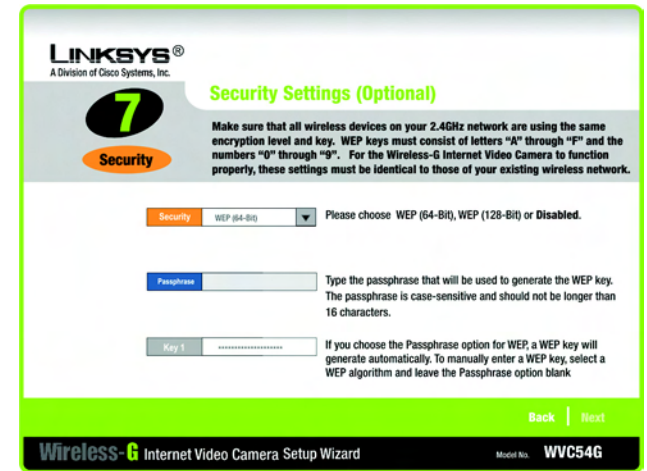 LINKSYS®
A Division of Cisco Systems, Inc.
7
Security
Security Settings (Optional)
Make sure that all wireless devices on your 2.4GHz network are using the same
encryption level and key. WEP keys must consist of letters “A” through “F” and the
numbers “0” through “9”. For the Wireless-G Internet Video Camera to function
properly, these settings must be identical to those of your existing wireless network.
Security WEP (64-Bit) Please choose WEP (64-Bit), WEP (128-Bit) or Disabled.
Passphrase
Type the passphrase that will be used to generate the WEP key.
The passphrase is case-sensitive and should not be longer than
16 characters.
Key 1 ********************
If you choose the Passphrase option for WEP, a WEP key will
generate automatically. To manually enter a WEP key, select a
WEP algorithm and leave the Passphrase option blank
Back Next
Wireless-G Internet Video Camera Setup Wizard
Model No. WVC54G